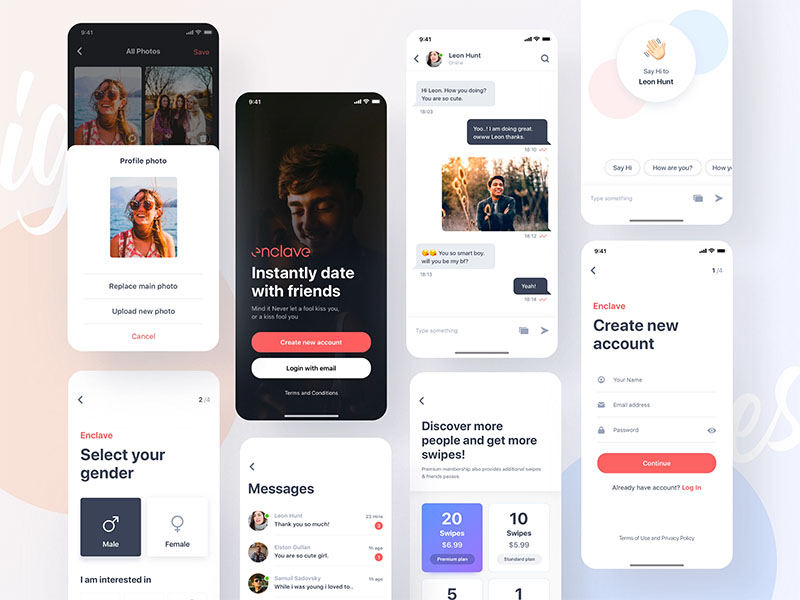 9:41
All Photos
Save
Profile photo
Replace main photo
Upload new photo
Cancel
2/4
Enclave
Select your
gender
Male
Female
I am interested in
9:41
enclave
Instantly date
with friends
Mind it Never let a fool kiss you,
or a kiss fool you
Create new account
Login with email
Terms and Conditions
Messages
Leon Hunt
23 mins
Thank you so much!
Elston Gullan
1h ago
You are so cute girl.
Samoil Sadovsky
1h ago
While i was young i loved to...
9:41
Leon Hunt
Online
Hi Leon. How you doing?
You are so cute.
18:03
Yoo..! I am doing great.
owww Leon thanks.
18:10
18:12
😘😘 You so smart boy.
will you be my bf?
18:13
Yeah!
18:14
Type something
Discover more
people and get more
swipes!
Premium membership also provides additional swipes
& friends passes.
20
Swipes
$6.99
Premium plan
10
Swipes
$5.99
Standard plan
5
1
Say Hi to
Leon Hunt
Say Hi
How are you?
How yo
Type something
9:41
1/4
Enclave
Create new
account
Your Name
Email address
Password
Continue
Already have account? Log In
Terms of Use and Privacy Policy